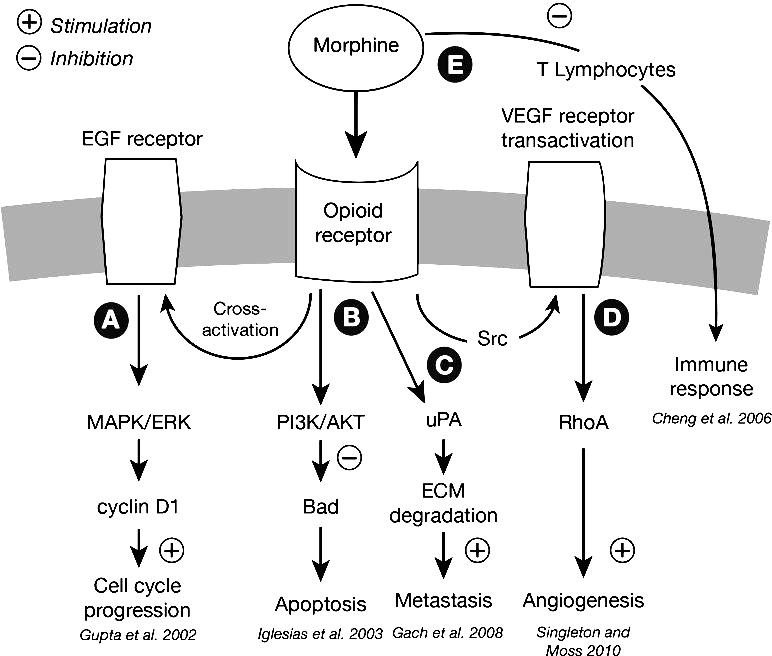 + Stimulation
− Inhibition
Morphine
E
−
T Lymphocytes
EGF receptor
VEGF receptor
transactivation
Opioid
receptor
A
Cross-
activation
B
C
Src
D
Immune
response
Cheng et al. 2006
MAPK/ERK
PI3K/AKT
uPA
RhoA
−
cyclin D1
Bad
ECM
degradation
+
+
+
Cell cycle
progression
Gupta et al. 2002
Apoptosis
Iglesias et al. 2003
Metastasis
Gach et al. 2008
Angiogenesis
Singleton and
Moss 2010